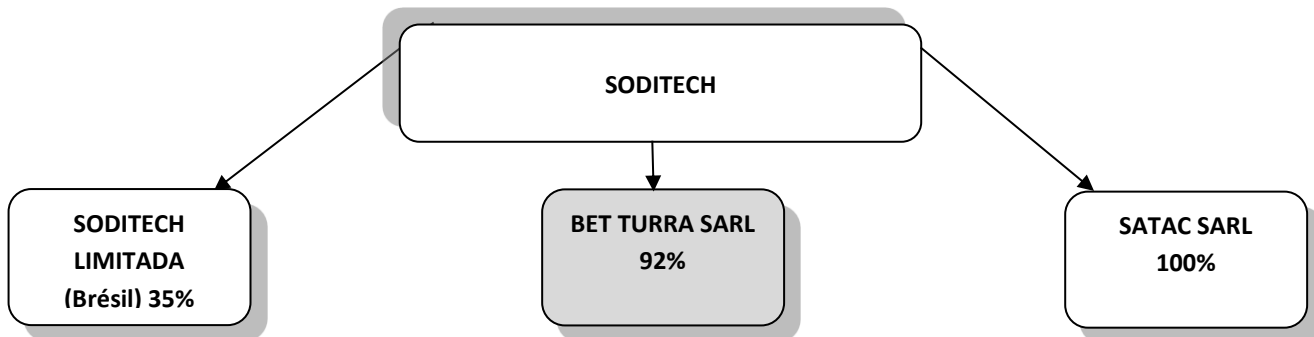 SODITECH
SODITECH
LIMITADA
(Brésil) 35%
BET TURRA SARL
92%
SATAC SARL
100%